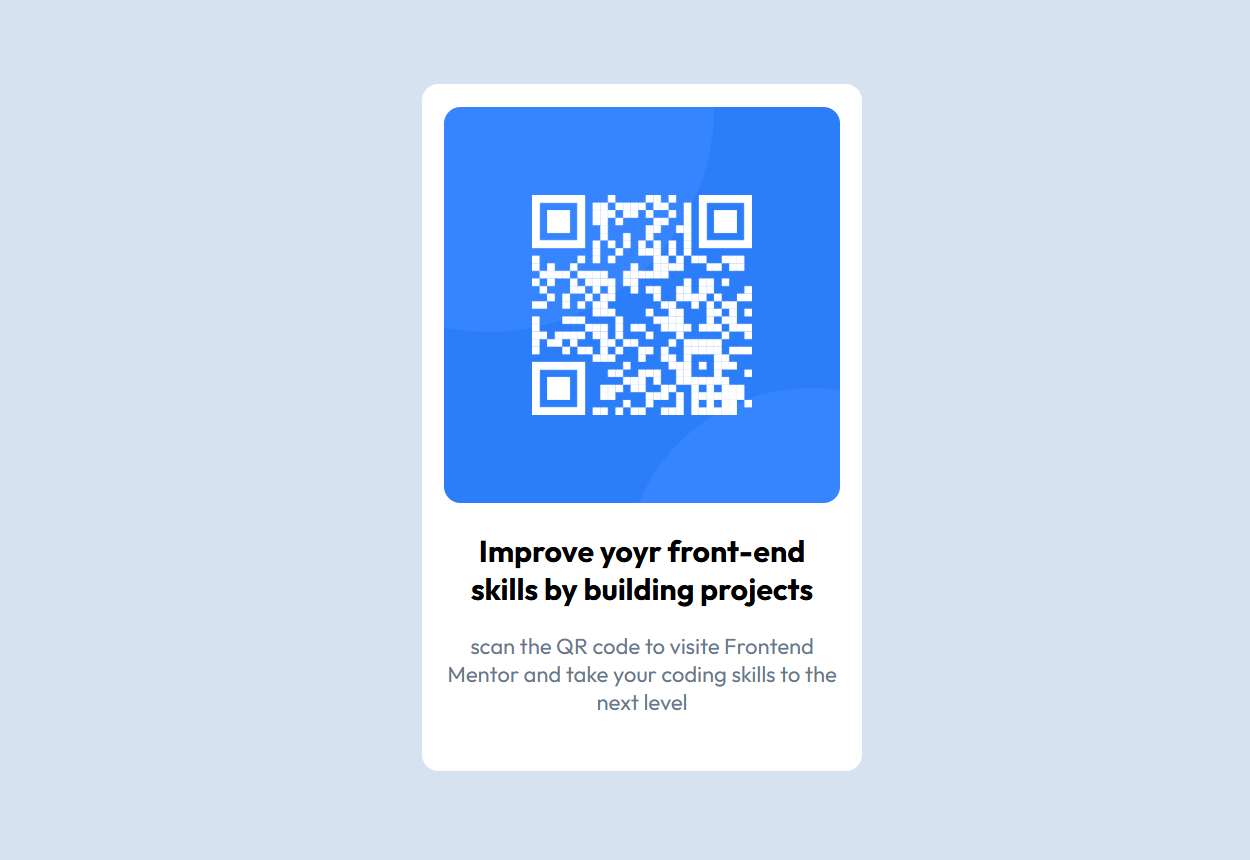 Improve yoyr front-end
skills by building projects
scan the QR code to visite Frontend
Mentor and take your coding skills to the
next level